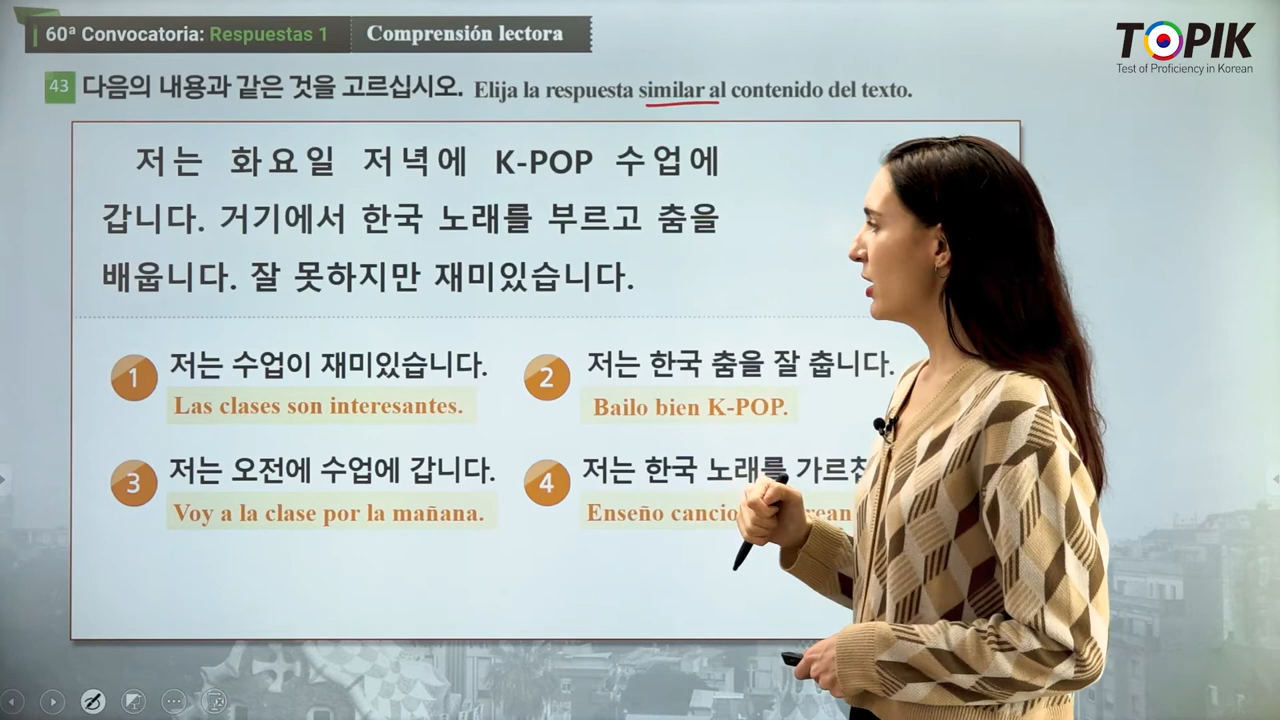 60ª Convocatoria: Respuestas 1 Comprensión lectora
TOPIK
Test of Proficiency in Korean
43 다음의 내용과 같은 것을 고르십시오. Elija la respuesta similar al contenido del texto.
저는 화요일 저녁에 K-POP 수업에
갑니다. 거기에서 한국 노래를 부르고 춤을
배웁니다. 잘 못하지만 재미있습니다.
1 저는 수업이 재미있습니다.
Las clases son interesantes.
2 저는 한국 춤을 잘 춥니다.
Bailo bien K-POP.
3 저는 오전에 수업에 갑니다.
Voy a la clase por la mañana.
4 저는 한국 노래를
Enseño